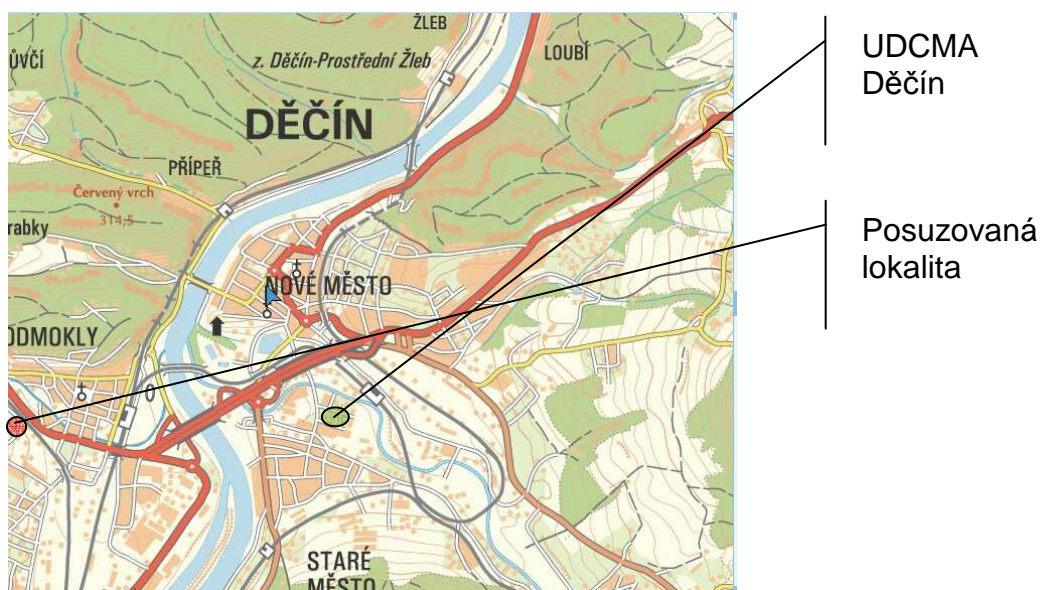 ŽLEB
ŮVČÍ
z. Děčín-Prostřední Žleb
LOUBÍ
DĚČÍN
PŘÍPEŘ
Červený vrch
314,5
rabky
NOVÉ MĚSTO
ODMOKLY
STARÉ
MĚSTO
UDCMA
Děčín
Posuzovaná
lokalita